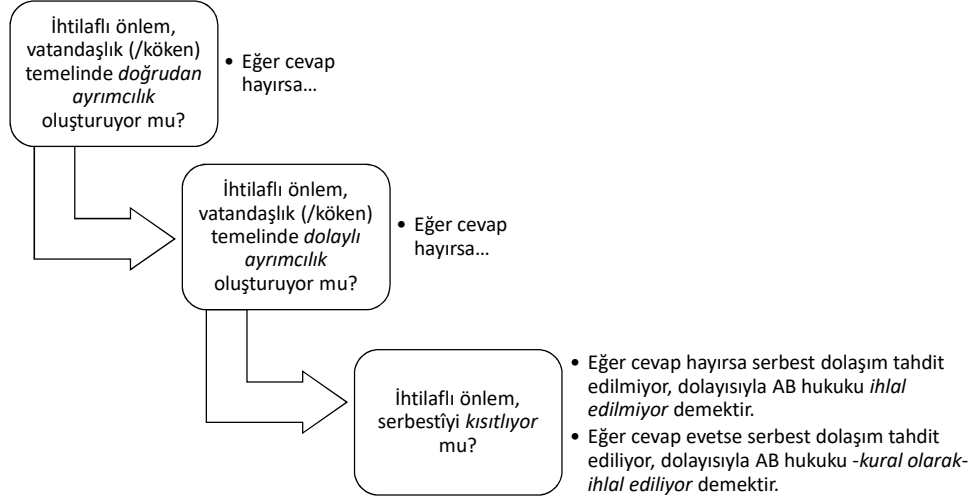 İhtilaflı önlem,
vatandaşlık (/köken)
temelinde doğrudan
ayrımcılık
oluşturuyor mu?
• Eğer cevap
hayırsa...
İhtilaflı önlem,
vatandaşlık (/köken)
temelinde dolaylı
ayrımcılık
oluşturuyor mu?
• Eğer cevap
hayırsa...
İhtilaflı önlem,
serbestîyi kısıtlıyor
mu?
• Eğer cevap hayırsa serbest dolaşım tahdit
edilmiyor, dolayısıyla AB hukuku ihlal
edilmiyor demektir.
• Eğer cevap evetse serbest dolaşım tahdit
ediliyor, dolayısıyla AB hukuku -kural olarak-
ihlal ediliyor demektir.